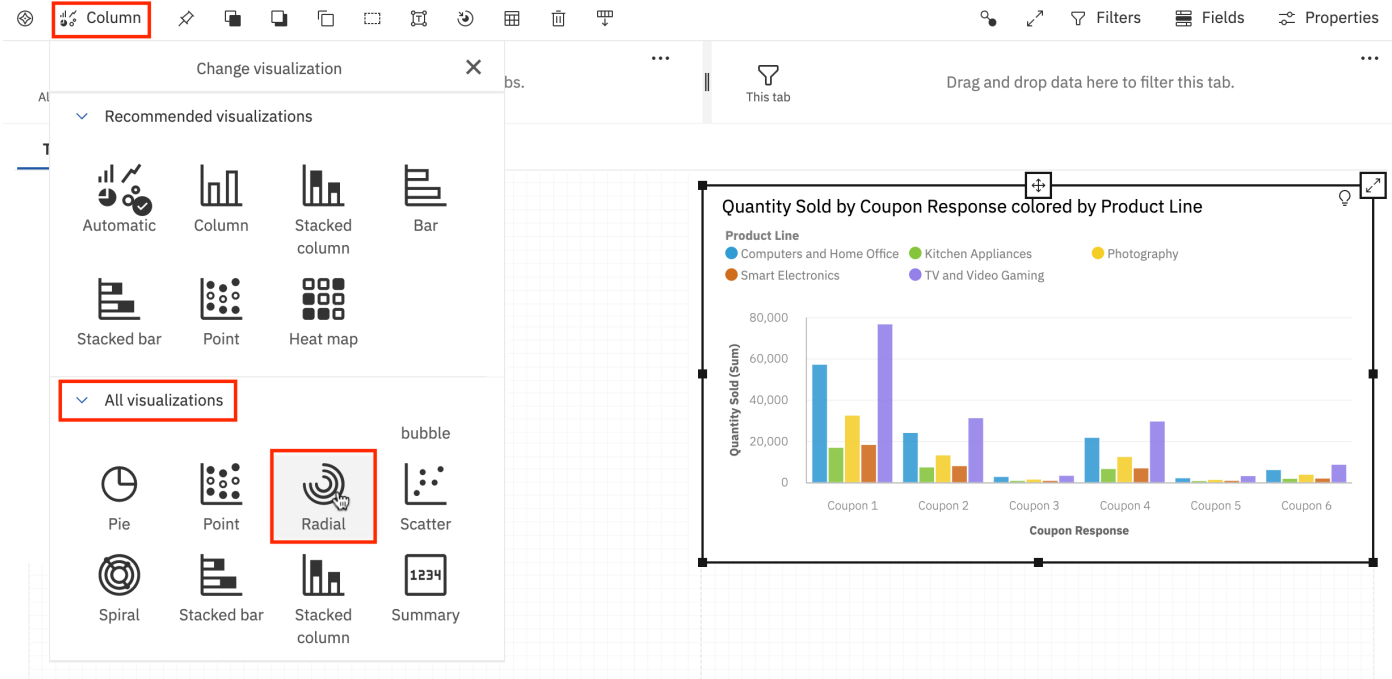 Column
Filters
Fields
Properties
Change visualization
bs.
This tab
Drag and drop data here to filter this tab.
Recommended visualizations
Automatic
Column
Stacked column
Bar
Stacked bar
Point
Heat map
All visualizations
bubble
Pie
Point
Radial
Scatter
Spiral
Stacked bar
Stacked column
Summary
1234
Quantity Sold by Coupon Response colored by Product Line
Product Line
Computers and Home Office
Kitchen Appliances
Photography
Smart Electronics
TV and Video Gaming
Quantity Sold (Sum)
80,000
60,000
40,000
20,000
0
Coupon 1
Coupon 2
Coupon 3
Coupon 4
Coupon 5
Coupon 6
Coupon Response